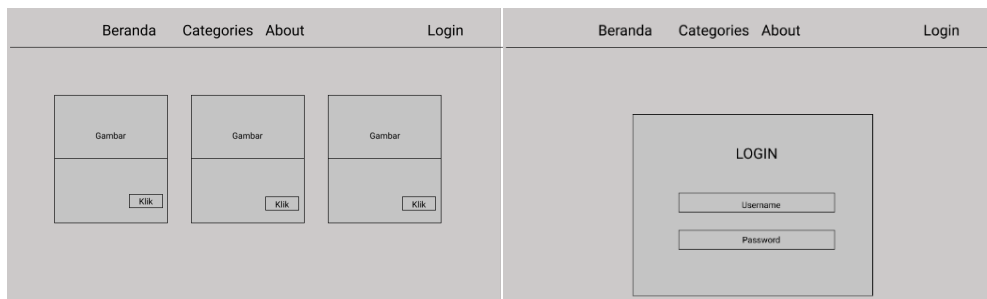 Beranda Categories About Login
Gambar Gambar Gambar
Klik Klik Klik
Beranda Categories About Login
LOGIN
Username
Password